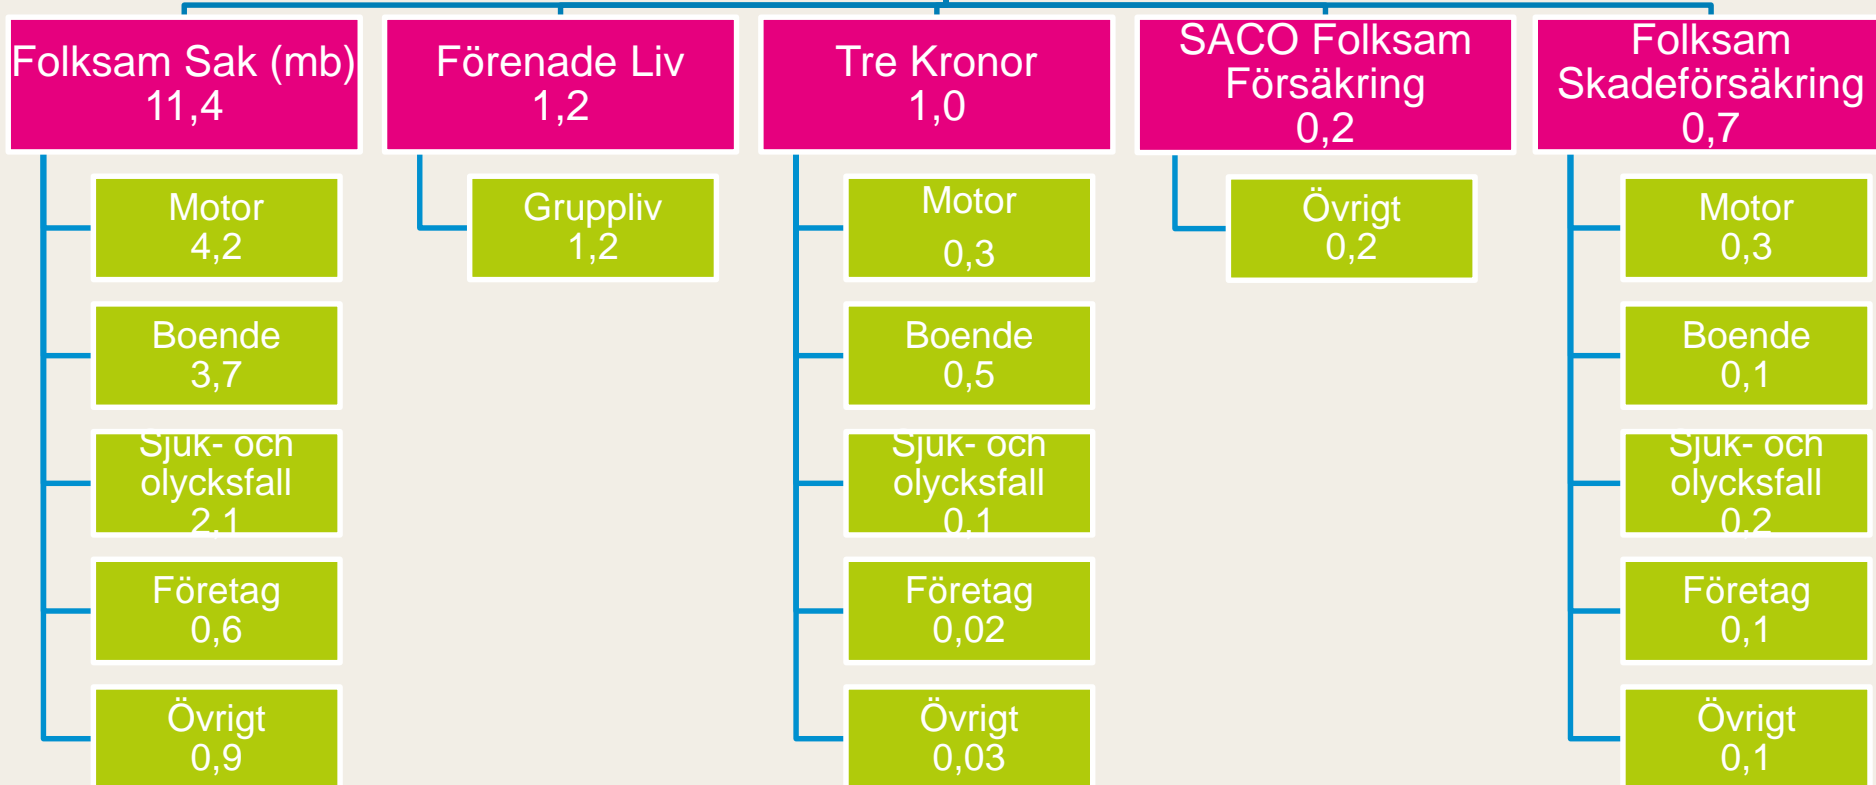 Folksam Sak (mb)
11,4
Motor
4,2
Boende
3,7
Sjuk- och
olycksfall
2,1
Företag
0,6
Övrigt
0,9
Förenade Liv
1,2
Gruppliv
1,2
Tre Kronor
1,0
Motor
0,3
Boende
0,5
Sjuk- och
olycksfall
0,1
Företag
0,02
Övrigt
0,03
SACO Folksam
Försäkring
0,2
Övrigt
0,2
Folksam
Skadeförsäkring
0,7
Motor
0,3
Boende
0,1
Sjuk- och
olycksfall
0,2
Företag
0,1
Övrigt
0,1